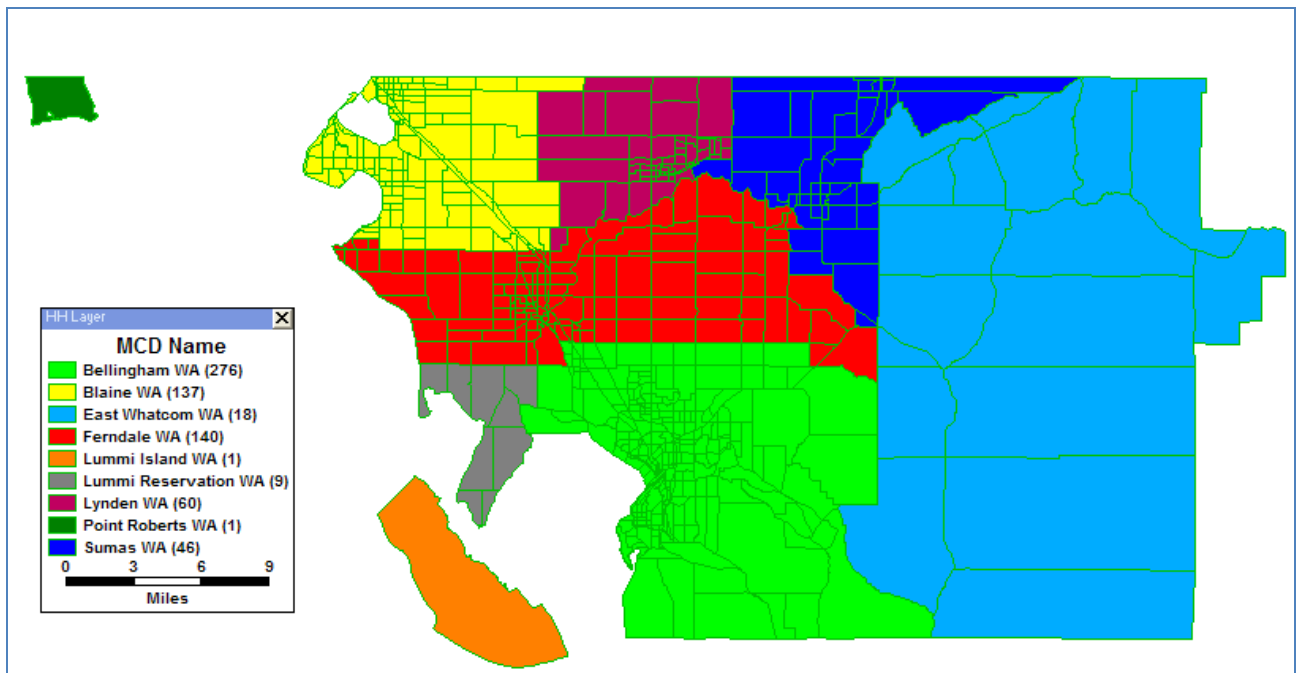 HH Layer
MCD Name
Bellingham WA (276)
Blaine WA (137)
East Whatcom WA (18)
Ferndale WA (140)
Lummi Island WA (1)
Lummi Reservation WA (9)
Lynden WA (60)
Point Roberts WA (1)
Sumas WA (46)
0 3 6 9
Miles